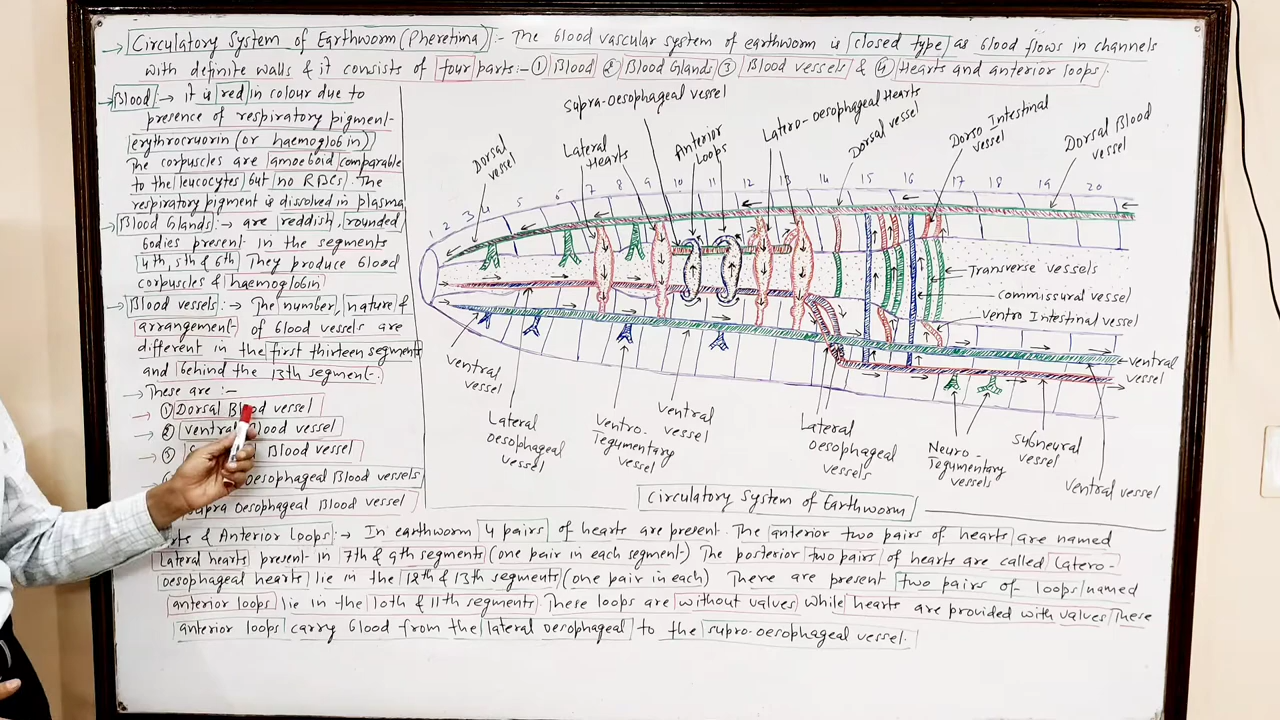 → Circulatory System of Earthworm (Pheretima) :- The blood vascular system of earthworm is closed type as blood flows in channels
with definite walls & it consists of four parts:- ① Blood ② Blood Glands ③ Blood vessels & ④ Hearts and anterior loops.
→ Blood :→ it is red in colour due to
presence of respiratory pigment-
erythrocruorin (or haemoglobin)
The corpuscles are amoeboid comparable
to the leucocytes but no RBCs. The
respiratory pigment is dissolved in plasma
→ Blood Glands :→ are reddish, rounded
bodies present in the segments
4th, 5th & 6th They produce blood
corpuscles & haemoglobin
→ Blood vessels :→ The number, nature &
arrangement of blood vessels are
different in the first thirteen segments
and behind the 13th segment.
→ These are :-
→ ① Dorsal Blood vessel
→ ② Ventral Blood vessel
→ ③ Blood vessel
oesophageal Blood vessels
Supra oesophageal Blood vessel
Supra-oesophageal vessel
Latero-oesophageal Hearts
Dorsal
vessel
Lateral
Hearts
Anterior
Loops
Dorsal vessel
Dorso Intestinal
vessel
Dorsal Blood
vessel
1 2 3 4 5 6 7 8 9 10 11 12 13 14 15 16 17 18 19 20
Transverse vessels
commissural vessel
Ventro Intestinal vessel
ventral
vessel
ventral
vessel
Lateral
oesophageal
vessel
Ventro-
Tegumentary
vessel
Ventral
vessel
Lateral
oesophageal
vessels
Neuro-
Tegumentary
vessels
Subneural
vessel
Ventral vessel
Circulatory System of Earthworm
& Anterior Loops :→ In earthworm 4 pairs of hearts are present. The anterior two pairs of hearts are named
lateral hearts present in 7th & 9th segments (one pair in each segment) The posterior two pairs of hearts are called Latero-
oesophageal hearts lie in the 12th & 13th segments (one pair in each) There are present two pairs of loops named
anterior loops lie in the 10th & 11th segments These loops are without valves while hearts are provided with valves These
anterior loops carry blood from the lateral oesophageal to the supro-oesophageal vessel.